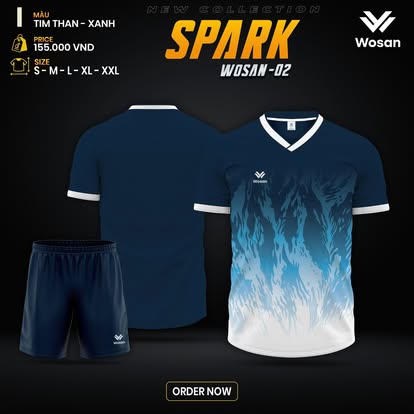 NEW COLLECTION
MÀU
TIM THAN - XANH
PRICE
155.000 VND
SIZE
S - M - L - XL - XXL
SPARK
WOSAN-02
Wosan
Wosan
Wosan
ORDER NOW